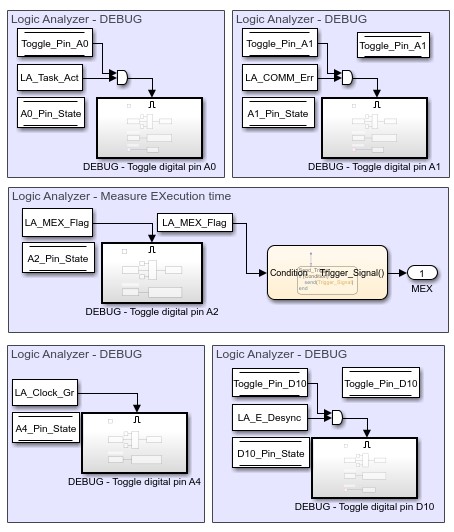 Logic Analyzer - DEBUG
Toggle_Pin_A0
LA_Task_Act
A0_Pin_State
DEBUG - Toggle digital pin A0
Logic Analyzer - DEBUG
Toggle_Pin_A1
Toggle_Pin_A1
LA_COMM_Err
A1_Pin_State
DEBUG - Toggle digital pin A1
Logic Analyzer - Measure EXecution time
LA_MEX_Flag
LA_MEX_Flag
A2_Pin_State
DEBUG - Toggle digital pin A2
Condition
Trigger_Signal()
1
MEX
Logic Analyzer - DEBUG
LA_Clock_Gr
A4_Pin_State
DEBUG - Toggle digital pin A4
Logic Analyzer - DEBUG
Toggle_Pin_D10
Toggle_Pin_D10
LA_E_Desync
D10_Pin_State
DEBUG - Toggle digital pin D10